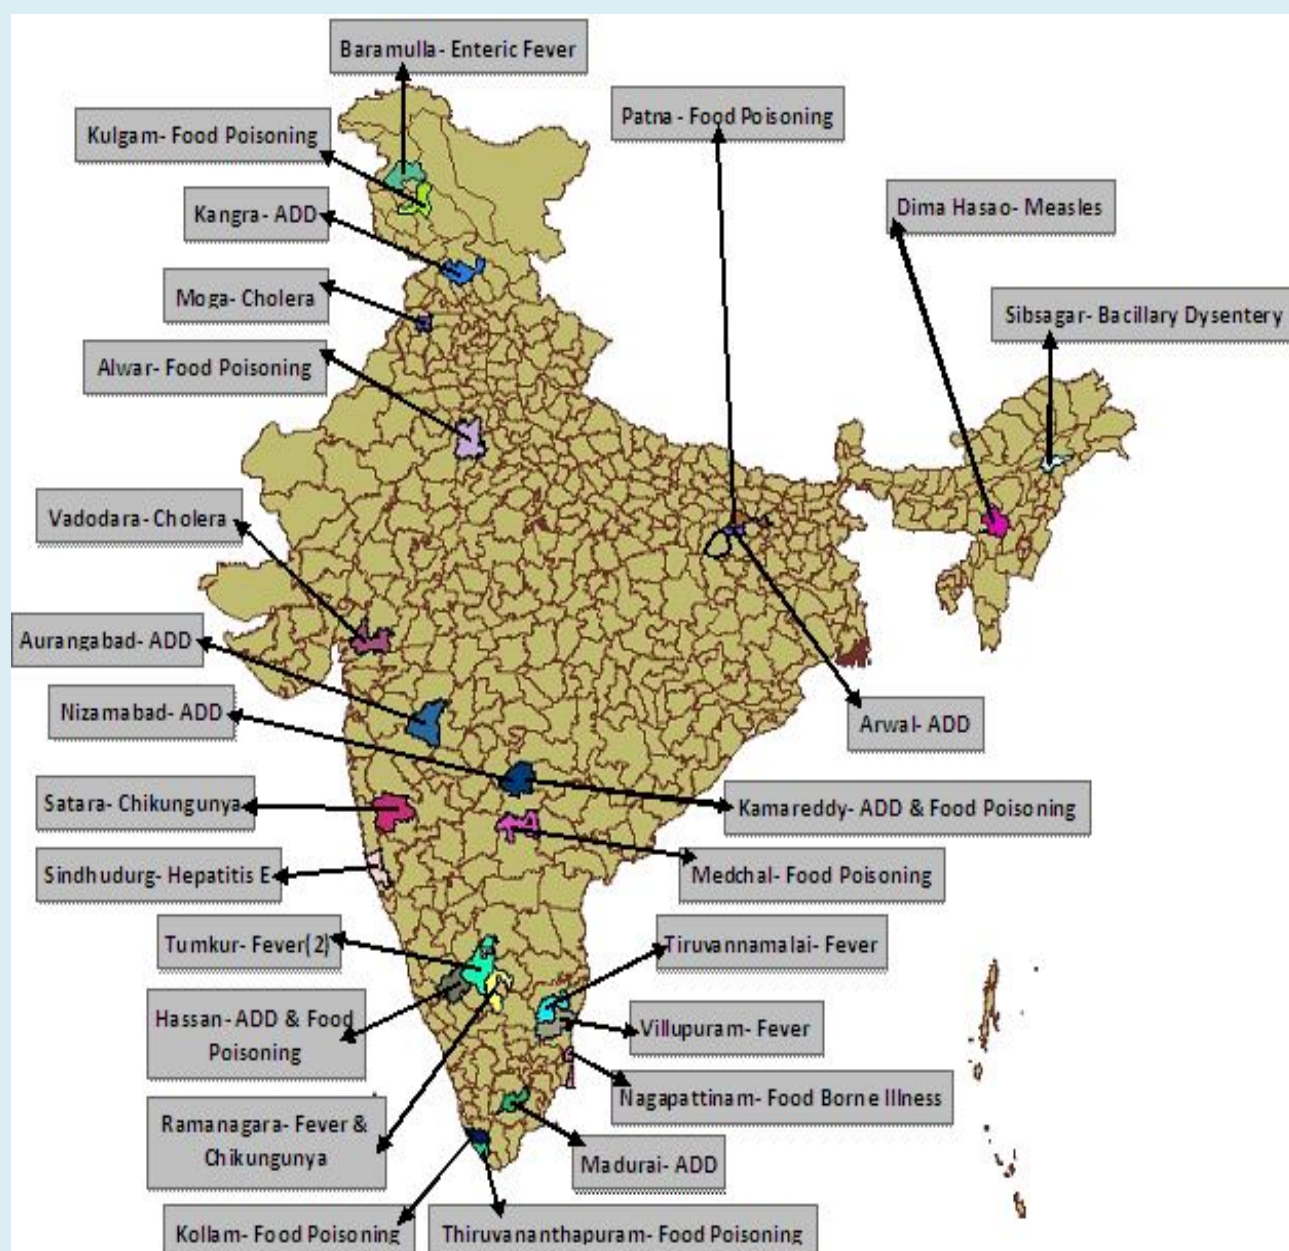 Baramulla- Enteric Fever
Patna - Food Poisoning
Kulgam- Food Poisoning
Kangra- ADD
Dima Hasao- Measles
Moga- Cholera
Sibsagar- Bacillary Dysentery
Alwar- Food Poisoning
Vadodara- Cholera
Aurangabad- ADD
Nizamabad- ADD
Arwal- ADD
Satara- Chikungunya
Kamareddy- ADD & Food Poisoning
Sindhudurg- Hepatitis E
Medchal- Food Poisoning
Tumkur- Fever(2)
Tiruvannamalai- Fever
Hassan- ADD & Food
Poisoning
Villupuram- Fever
Nagapattinam- Food Borne Illness
Ramanagara- Fever &
Chikungunya
Madurai- ADD
Kollam- Food Poisoning
Thiruvananthapuram- Food Poisoning